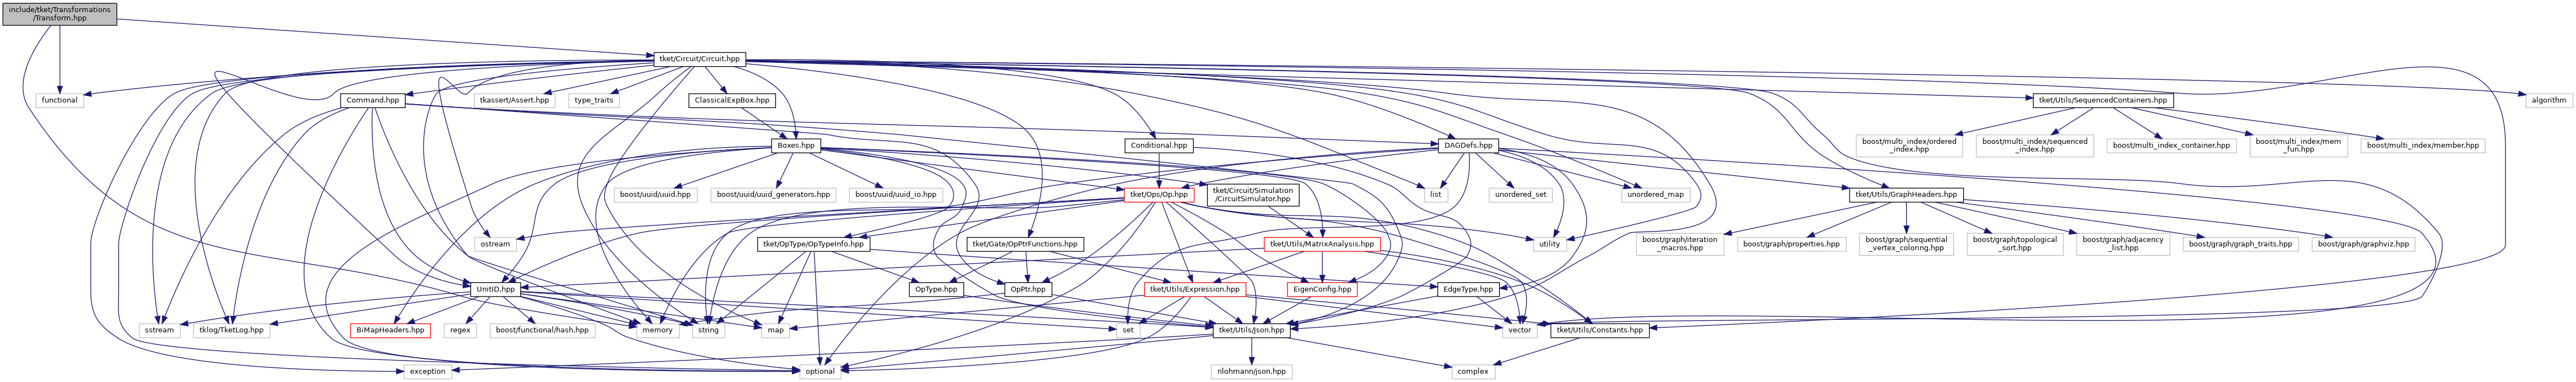 include/tket/Transformations
/Transform.hpp
tket/Circuit/Circuit.hpp
functional
Command.hpp
tkassert/Assert.hpp
type_traits
ClassicalExpBox.hpp
tket/Utils/SequencedContainers.hpp
algorithm
Boxes.hpp
Conditional.hpp
DAGDefs.hpp
boost/multi_index/ordered
_index.hpp
boost/multi_index/sequenced
_index.hpp
boost/multi_index_container.hpp
boost/multi_index/mem
_fun.hpp
boost/multi_index/member.hpp
boost/uuid/uuid.hpp
boost/uuid/uuid_generators.hpp
boost/uuid/uuid_io.hpp
tket/Ops/Op.hpp
tket/Circuit/Simulation
/CircuitSimulator.hpp
list
unordered_set
unordered_map
tket/Utils/GraphHeaders.hpp
ostream
tket/OpType/OpTypeInfo.hpp
tket/Gate/OpPtrFunctions.hpp
tket/Utils/MatrixAnalysis.hpp
utility
boost/graph/iteration
_macros.hpp
boost/graph/properties.hpp
boost/graph/sequential
_vertex_coloring.hpp
boost/graph/topological
_sort.hpp
boost/graph/adjacency
_list.hpp
boost/graph/graph_traits.hpp
boost/graph/graphviz.hpp
UnitID.hpp
OpType.hpp
OpPtr.hpp
tket/Utils/Expression.hpp
EigenConfig.hpp
EdgeType.hpp
sstream
tklog/TketLog.hpp
BiMapHeaders.hpp
regex
boost/functional/hash.hpp
memory
string
map
set
tket/Utils/Json.hpp
vector
tket/Utils/Constants.hpp
exception
optional
nlohmann/json.hpp
complex